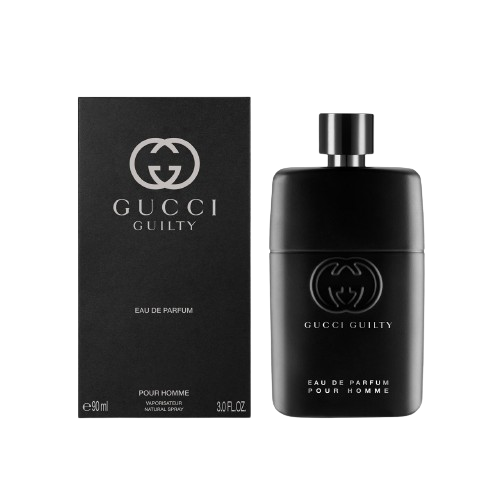 GUCCI
GUILTY
EAU DE PARFUM
POUR HOMME
℮90 ml
VAPORISATEUR
NATURAL SPRAY
3.0 FL.OZ.
GUCCI GUILTY
EAU DE PARFUM
POUR HOMME